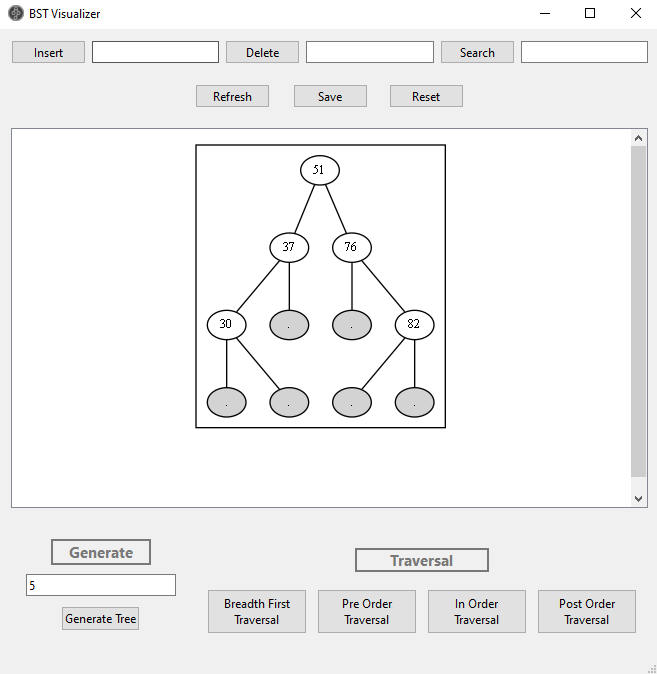 BST Visualizer
Insert
Delete
Search
Refresh
Save
Reset
51
37
76
30
.
.
82
.
.
.
.
Generate
5
Generate Tree
Traversal
Breadth First
Traversal
Pre Order
Traversal
In Order
Traversal
Post Order
Traversal